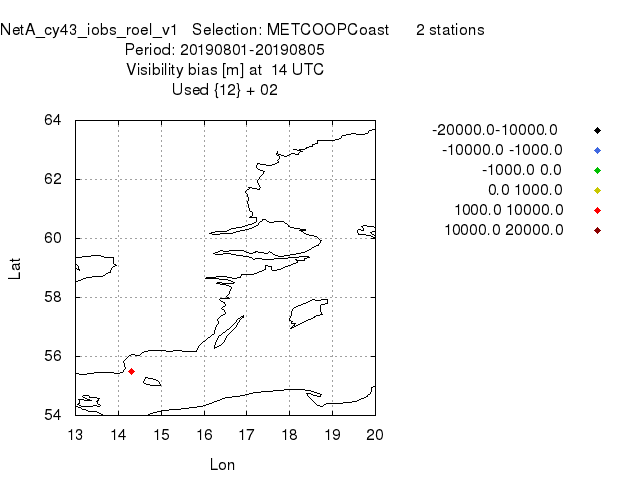 NetA_cy43_iobs_roel_v1 Selection: METCOOPCoast 2 stations
Period: 20190801-20190805
Visibility bias [m] at 14 UTC
Used {12} + 02
64
62
60
58
56
54
Lat
13 14 15 16 17 18 19 20
Lon
-20000.0-10000.0
-10000.0 -1000.0
-1000.0 0.0
0.0 1000.0
1000.0 10000.0
10000.0 20000.0